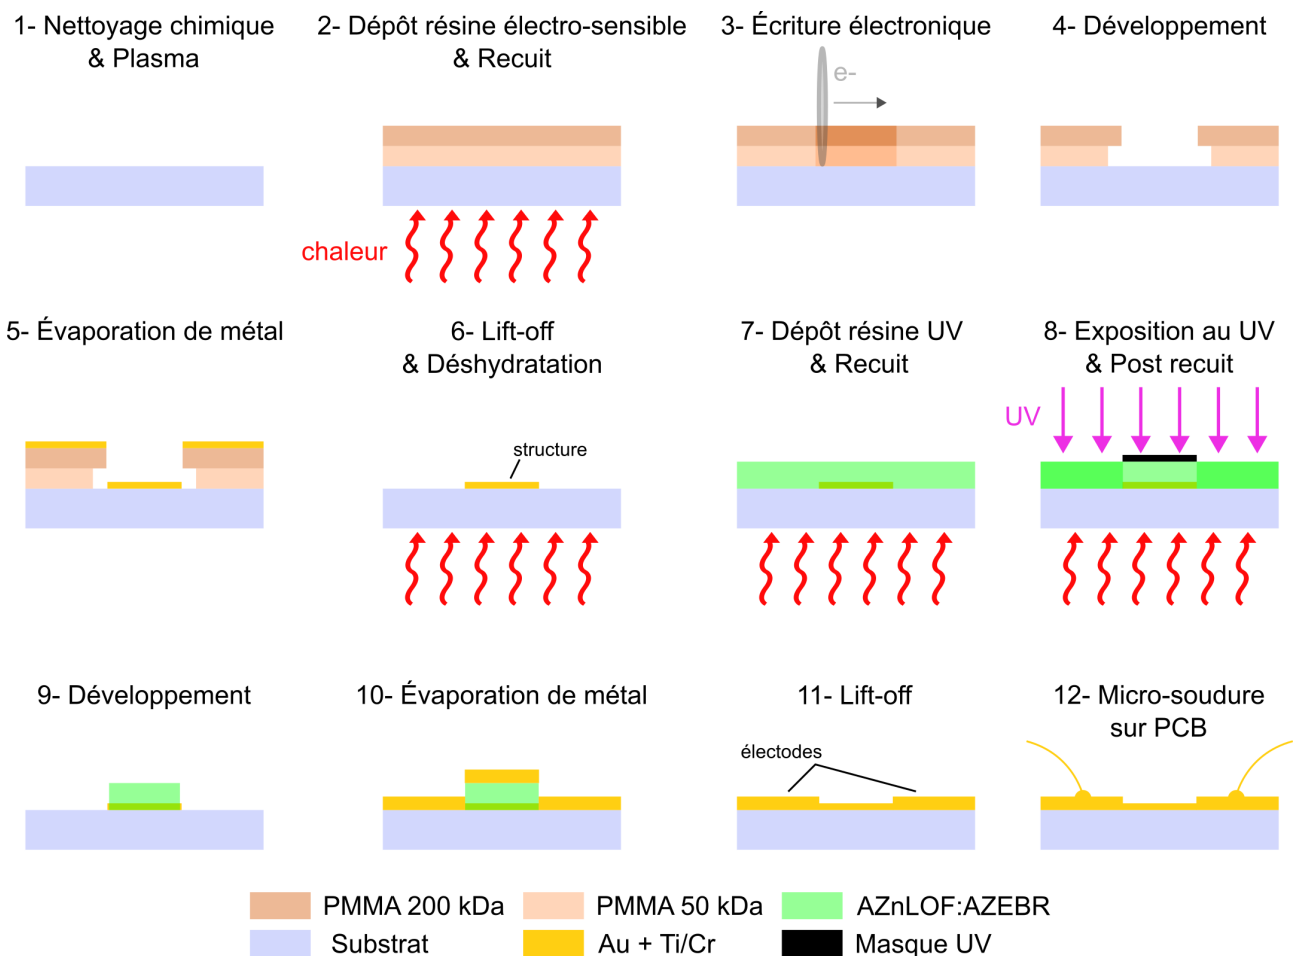 1- Nettoyage chimique
& Plasma
2- Dépôt résine électro-sensible
& Recuit
3- Écriture électronique
4- Développement
e-
chaleur
5- Évaporation de métal
6- Lift-off
& Déshydratation
7- Dépôt résine UV
& Recuit
8- Exposition au UV
& Post recuit
UV
structure
9- Développement
10- Évaporation de métal
11- Lift-off
12- Micro-soudure
sur PCB
électodes
PMMA 200 kDa
PMMA 50 kDa
AZnLOF:AZEBR
Substrat
Au + Ti/Cr
Masque UV